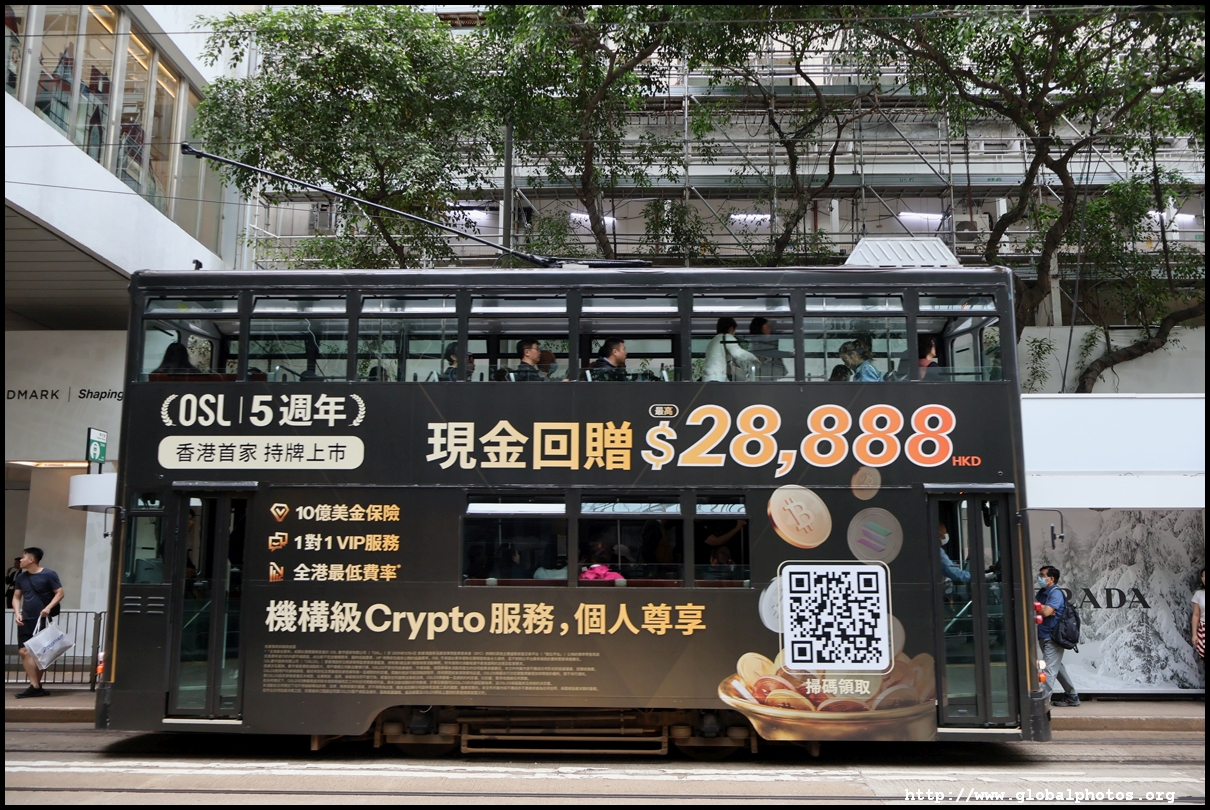 DMARK | Shaping
OSL | 5 週年
香港首家 持牌上市
現金回贈
最高
$28,888
HKD
10億美金保險
1對1 VIP服務
全港最低費率*
機構級Crypto服務，個人尊享
掃碼領取
RADA
http://www.globalphotos.org